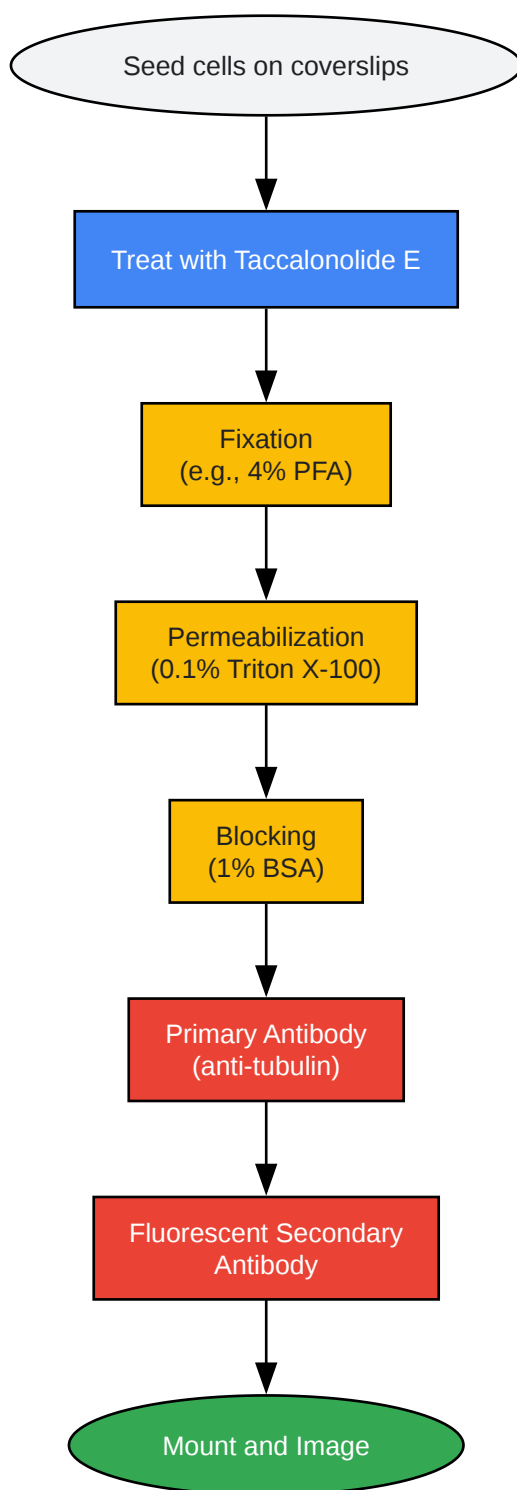 Seed cells on coverslips
Treat with Taccalonolide E
Fixation
(e.g., 4% PFA)
Permeabilization
(0.1% Triton X-100)
Blocking
(1% BSA)
Primary Antibody
(anti-tubulin)
Fluorescent Secondary
Antibody
Mount and Image